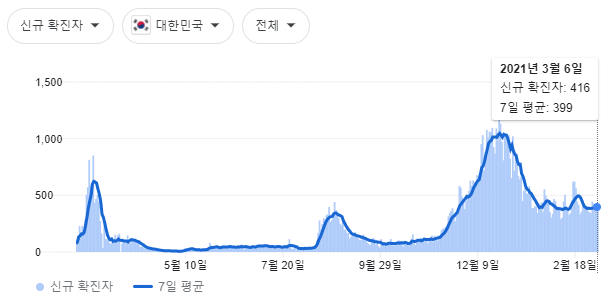 신규 확진자 대한민국 전체
2021년 3월 6일
신규 확진자: 416
7일 평균: 399
1,500
1,000
500
0
5월 10일 7월 20일 9월 29일 12월 9일 2월 18일
신규 확진자 7일 평균